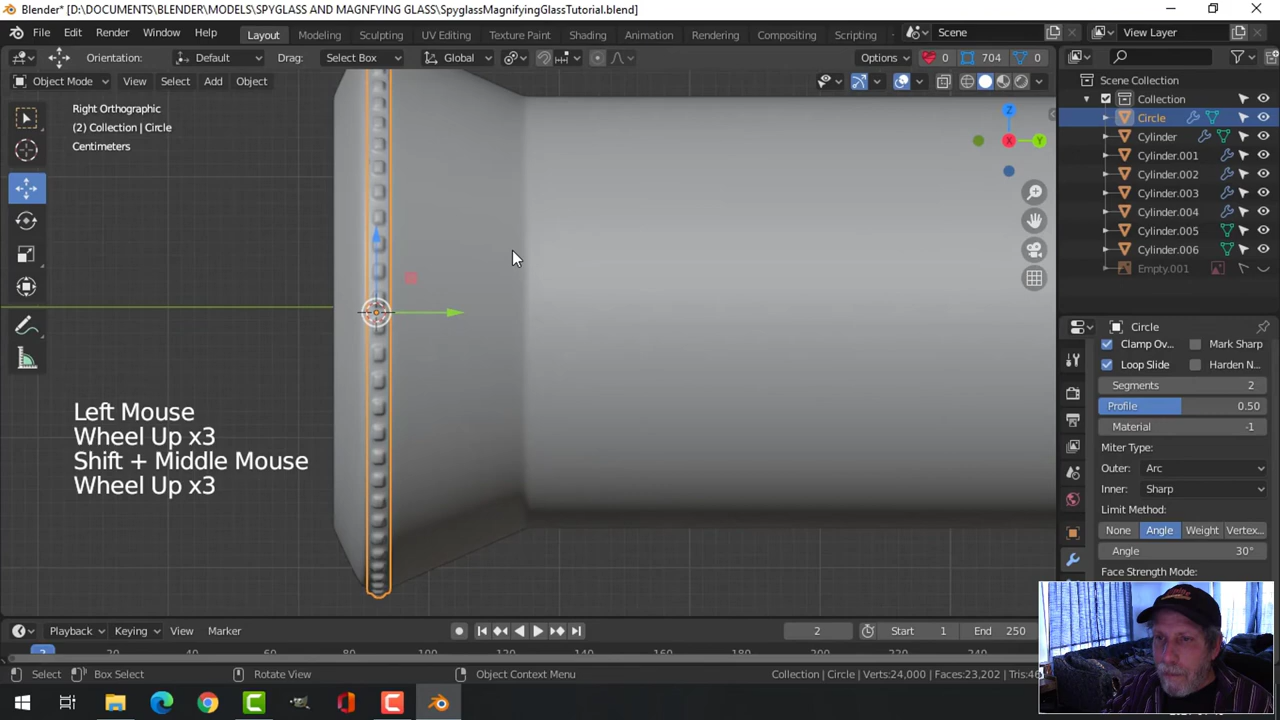 Blender* [D:\DOCUMENTS\BLENDER\MODELS\SPYGLASS AND MAGNFYING GLASS\SpyglassMagnifyingGlassTutorial.blend]
File Edit Render Window Help Layout Modeling Sculpting UV Editing Texture Paint Shading Animation Rendering Compositing Scripting Scene View Layer
Orientation: Default Drag: Select Box Global Options 0 704 0
Object Mode View Select Add Object
Right Orthographic
(2) Collection | Circle
Centimeters
Z
X
Y
Left Mouse
Wheel Up x3
Shift + Middle Mouse
Wheel Up x3
Scene Collection
Collection
Circle
Cylinder
Cylinder.001
Cylinder.002
Cylinder.003
Cylinder.004
Cylinder.005
Cylinder.006
Empty.001
Circle
Clamp Ov... Mark Sharp
Loop Slide Harden N...
Segments 2
Profile 0.50
Material -1
Miter Type:
Outer: Arc
Inner: Sharp
Limit Method:
None Angle Weight Vertex...
Angle 30°
Face Strength Mode:
Playback Keying View Marker 2 Start 1 End 250
Select Box Select Rotate View Object Context Menu Collection | Circle | Verts:24,000 | Faces:23,202 | Tris:46